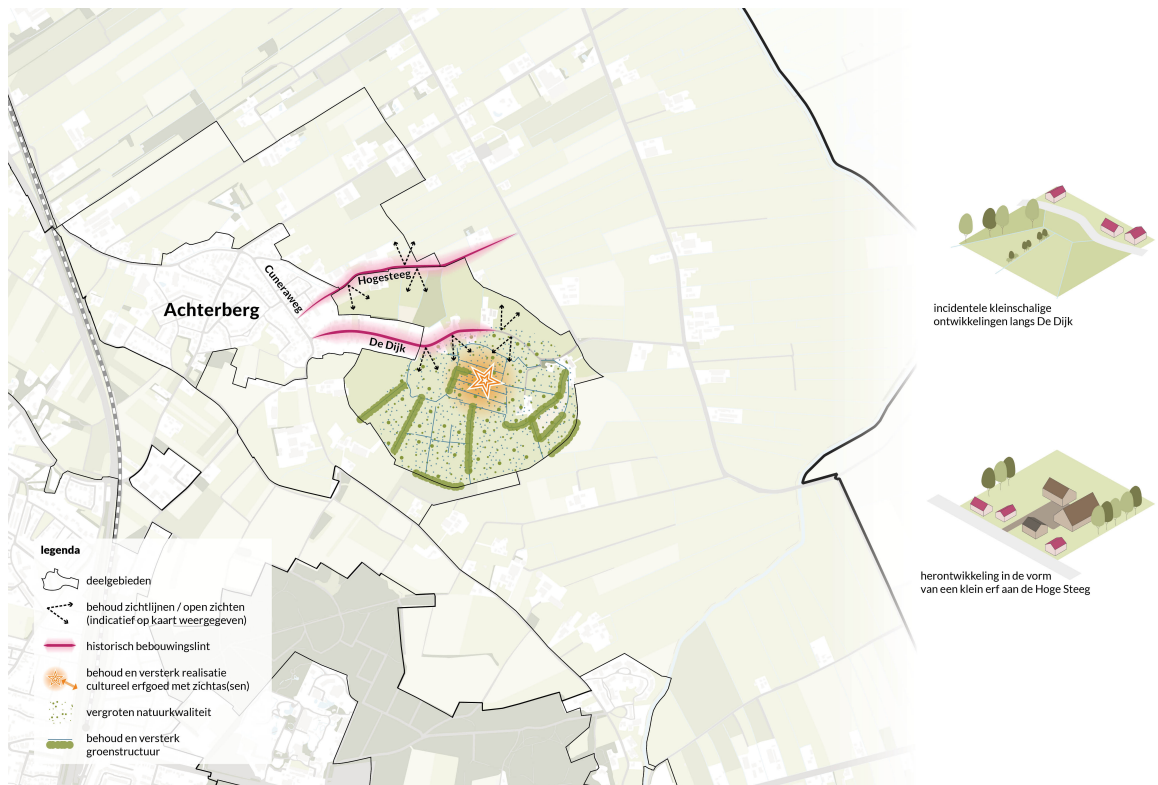 Cuneraweg
Hogesteeg
Achterberg
De Dijk
incidentele kleinschalige
ontwikkelingen langs De Dijk
herontwikkeling in de vorm
van een klein erf aan de Hoge Steeg
legenda
deelgebieden
behoud zichtlijnen / open zichten
(indicatief op kaart weergegeven)
historisch bebouwingslint
behoud en versterk realisatie
cultureel erfgoed met zichtas(sen)
vergroten natuurkwaliteit
behoud en versterk
groenstructuur